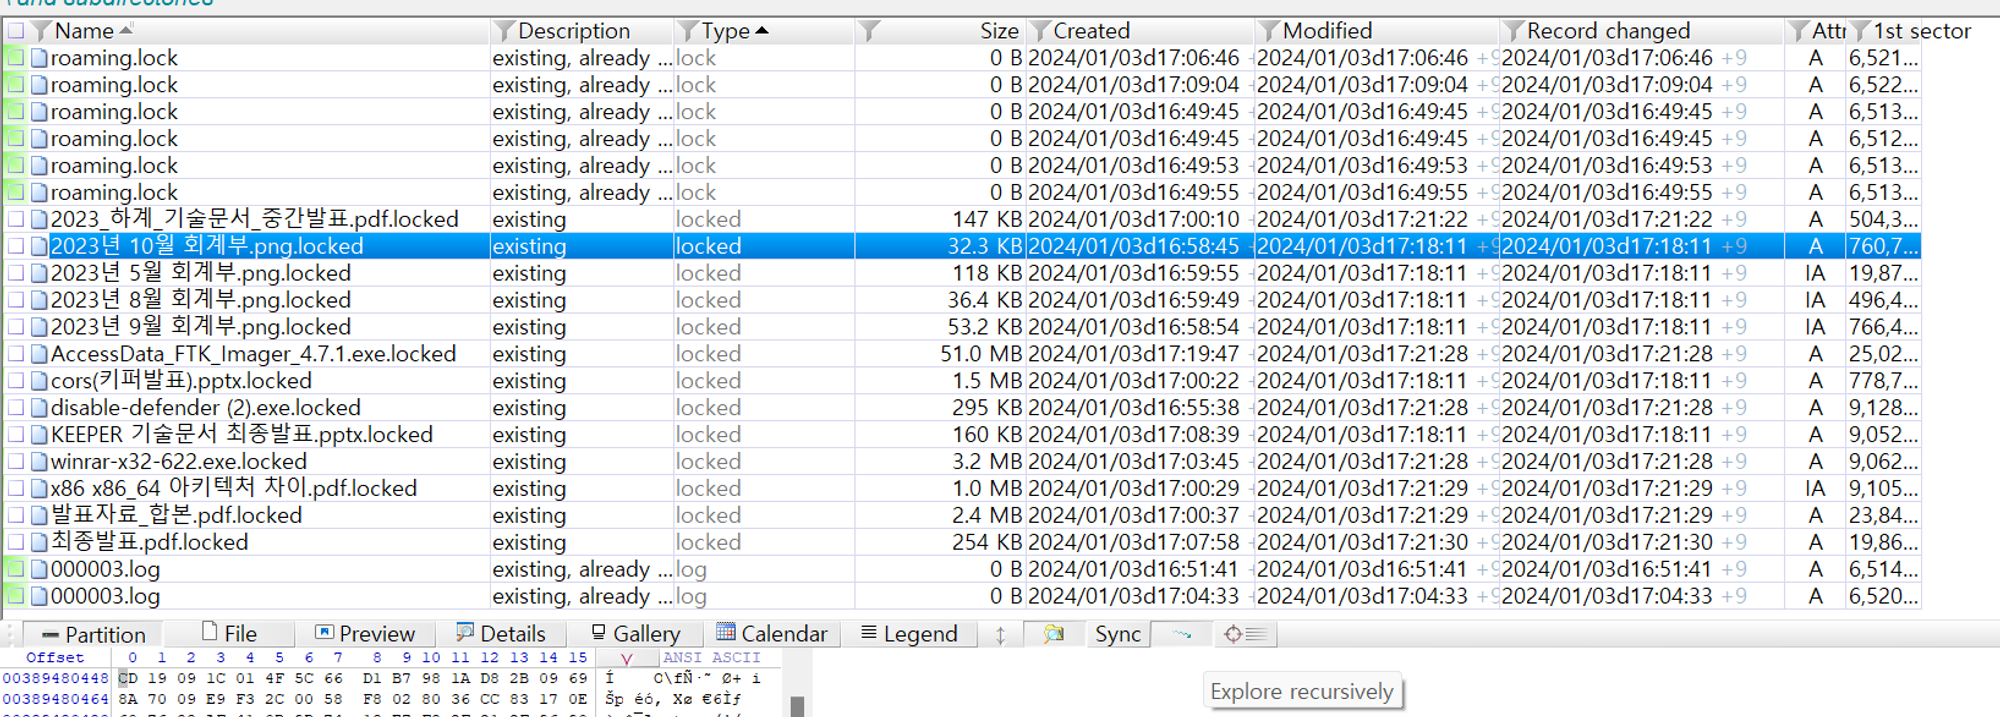 \and subdirectories
Name Description Type Size Created Modified Record changed Attr 1st sector
roaming.lock existing, already ... lock 0 B 2024/01/03d17:06:46 2024/01/03d17:06:46 +9 2024/01/03d17:06:46 +9 A 6,521...
roaming.lock existing, already ... lock 0 B 2024/01/03d17:09:04 2024/01/03d17:09:04 +9 2024/01/03d17:09:04 +9 A 6,522...
roaming.lock existing, already ... lock 0 B 2024/01/03d16:49:45 2024/01/03d16:49:45 +9 2024/01/03d16:49:45 +9 A 6,513...
roaming.lock existing, already ... lock 0 B 2024/01/03d16:49:45 2024/01/03d16:49:45 +9 2024/01/03d16:49:45 +9 A 6,512...
roaming.lock existing, already ... lock 0 B 2024/01/03d16:49:53 2024/01/03d16:49:53 +9 2024/01/03d16:49:53 +9 A 6,513...
roaming.lock existing, already ... lock 0 B 2024/01/03d16:49:55 2024/01/03d16:49:55 +9 2024/01/03d16:49:55 +9 A 6,513...
2023_하계_기술문서_중간발표.pdf.locked existing locked 147 KB 2024/01/03d17:00:10 2024/01/03d17:21:22 +9 2024/01/03d17:21:22 +9 A 504,3...
2023년 10월 회계부.png.locked existing locked 32.3 KB 2024/01/03d16:58:45 2024/01/03d17:18:11 +9 2024/01/03d17:18:11 +9 A 760,7...
2023년 5월 회계부.png.locked existing locked 118 KB 2024/01/03d16:59:55 2024/01/03d17:18:11 +9 2024/01/03d17:18:11 +9 IA 19,87...
2023년 8월 회계부.png.locked existing locked 36.4 KB 2024/01/03d16:59:49 2024/01/03d17:18:11 +9 2024/01/03d17:18:11 +9 IA 496,4...
2023년 9월 회계부.png.locked existing locked 53.2 KB 2024/01/03d16:58:54 2024/01/03d17:18:11 +9 2024/01/03d17:18:11 +9 IA 766,4...
AccessData_FTK_Imager_4.7.1.exe.locked existing locked 51.0 MB 2024/01/03d17:19:47 2024/01/03d17:21:28 +9 2024/01/03d17:21:28 +9 A 25,02...
cors(키퍼발표).pptx.locked existing locked 1.5 MB 2024/01/03d17:00:22 2024/01/03d17:18:11 +9 2024/01/03d17:18:11 +9 A 778,7...
disable-defender (2).exe.locked existing locked 295 KB 2024/01/03d16:55:38 2024/01/03d17:21:28 +9 2024/01/03d17:21:28 +9 A 9,128...
KEEPER 기술문서 최종발표.pptx.locked existing locked 160 KB 2024/01/03d17:08:39 2024/01/03d17:18:11 +9 2024/01/03d17:18:11 +9 A 9,052...
winrar-x32-622.exe.locked existing locked 3.2 MB 2024/01/03d17:03:45 2024/01/03d17:21:28 +9 2024/01/03d17:21:28 +9 A 9,062...
x86 x86_64 아키텍처 차이.pdf.locked existing locked 1.0 MB 2024/01/03d17:00:29 2024/01/03d17:21:29 +9 2024/01/03d17:21:29 +9 IA 9,105...
발표자료_합본.pdf.locked existing locked 2.4 MB 2024/01/03d17:00:37 2024/01/03d17:21:29 +9 2024/01/03d17:21:29 +9 A 23,84...
최종발표.pdf.locked existing locked 254 KB 2024/01/03d17:07:58 2024/01/03d17:21:30 +9 2024/01/03d17:21:30 +9 A 19,86...
000003.log existing, already ... log 0 B 2024/01/03d16:51:41 2024/01/03d16:51:41 +9 2024/01/03d16:51:41 +9 A 6,514...
000003.log existing, already ... log 0 B 2024/01/03d17:04:33 2024/01/03d17:04:33 +9 2024/01/03d17:04:33 +9 A 6,520...
Partition File Preview Details Gallery Calendar Legend Sync
Offset 0 1 2 3 4 5 6 7 8 9 10 11 12 13 14 15 ANSI ASCII
00389480448 CD 19 09 1C 01 4F 5C 66 D1 B7 98 1A D8 2B 09 69 Í O\fÑ·˜ Ø+ i
00389480464 8A 70 09 E9 F3 2C 00 58 F8 02 80 36 CC 83 17 0E Šp éó, Xø €6Ìƒ
Explore recursively